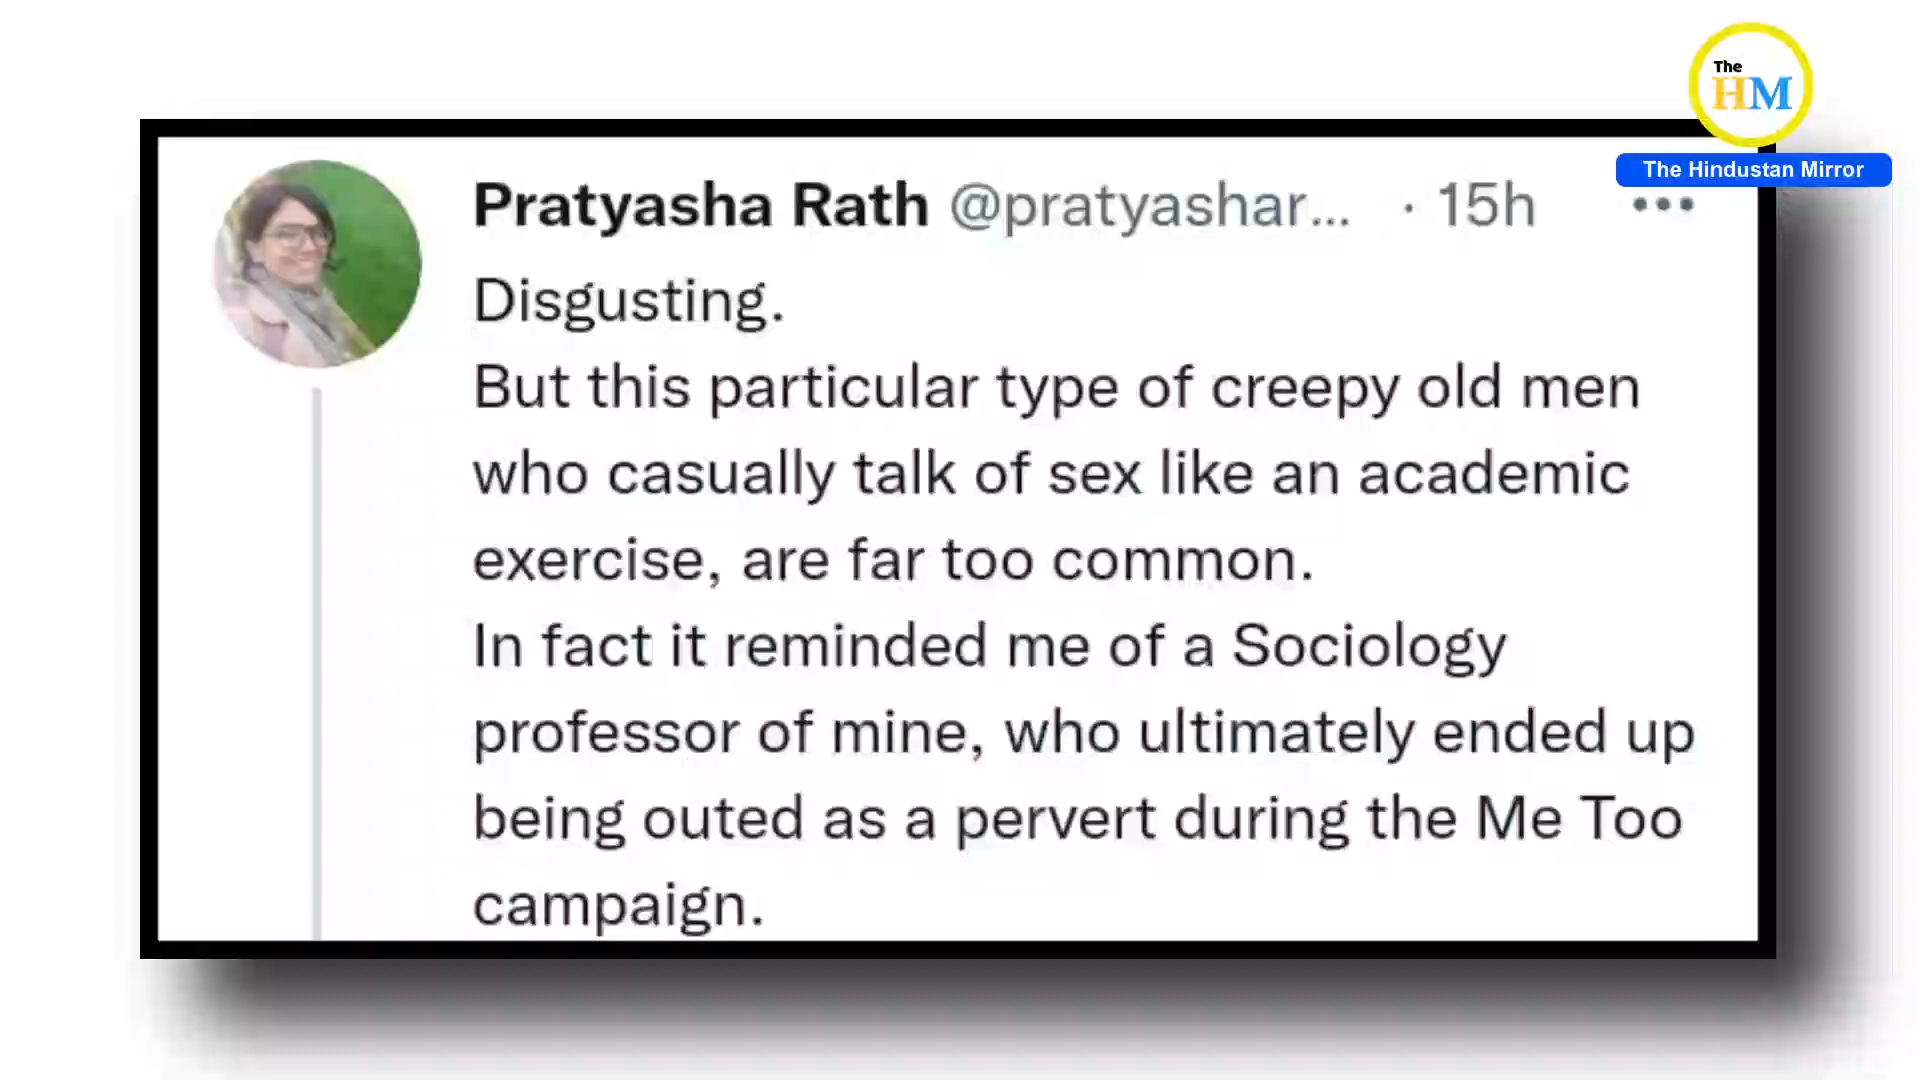 The
HM
The Hindustan Mirror
Pratyasha Rath @pratyashar... · 15h
Disgusting.
But this particular type of creepy old men
who casually talk of sex like an academic
exercise, are far too common.
In fact it reminded me of a Sociology
professor of mine, who ultimately ended up
being outed as a pervert during the Me Too
campaign.